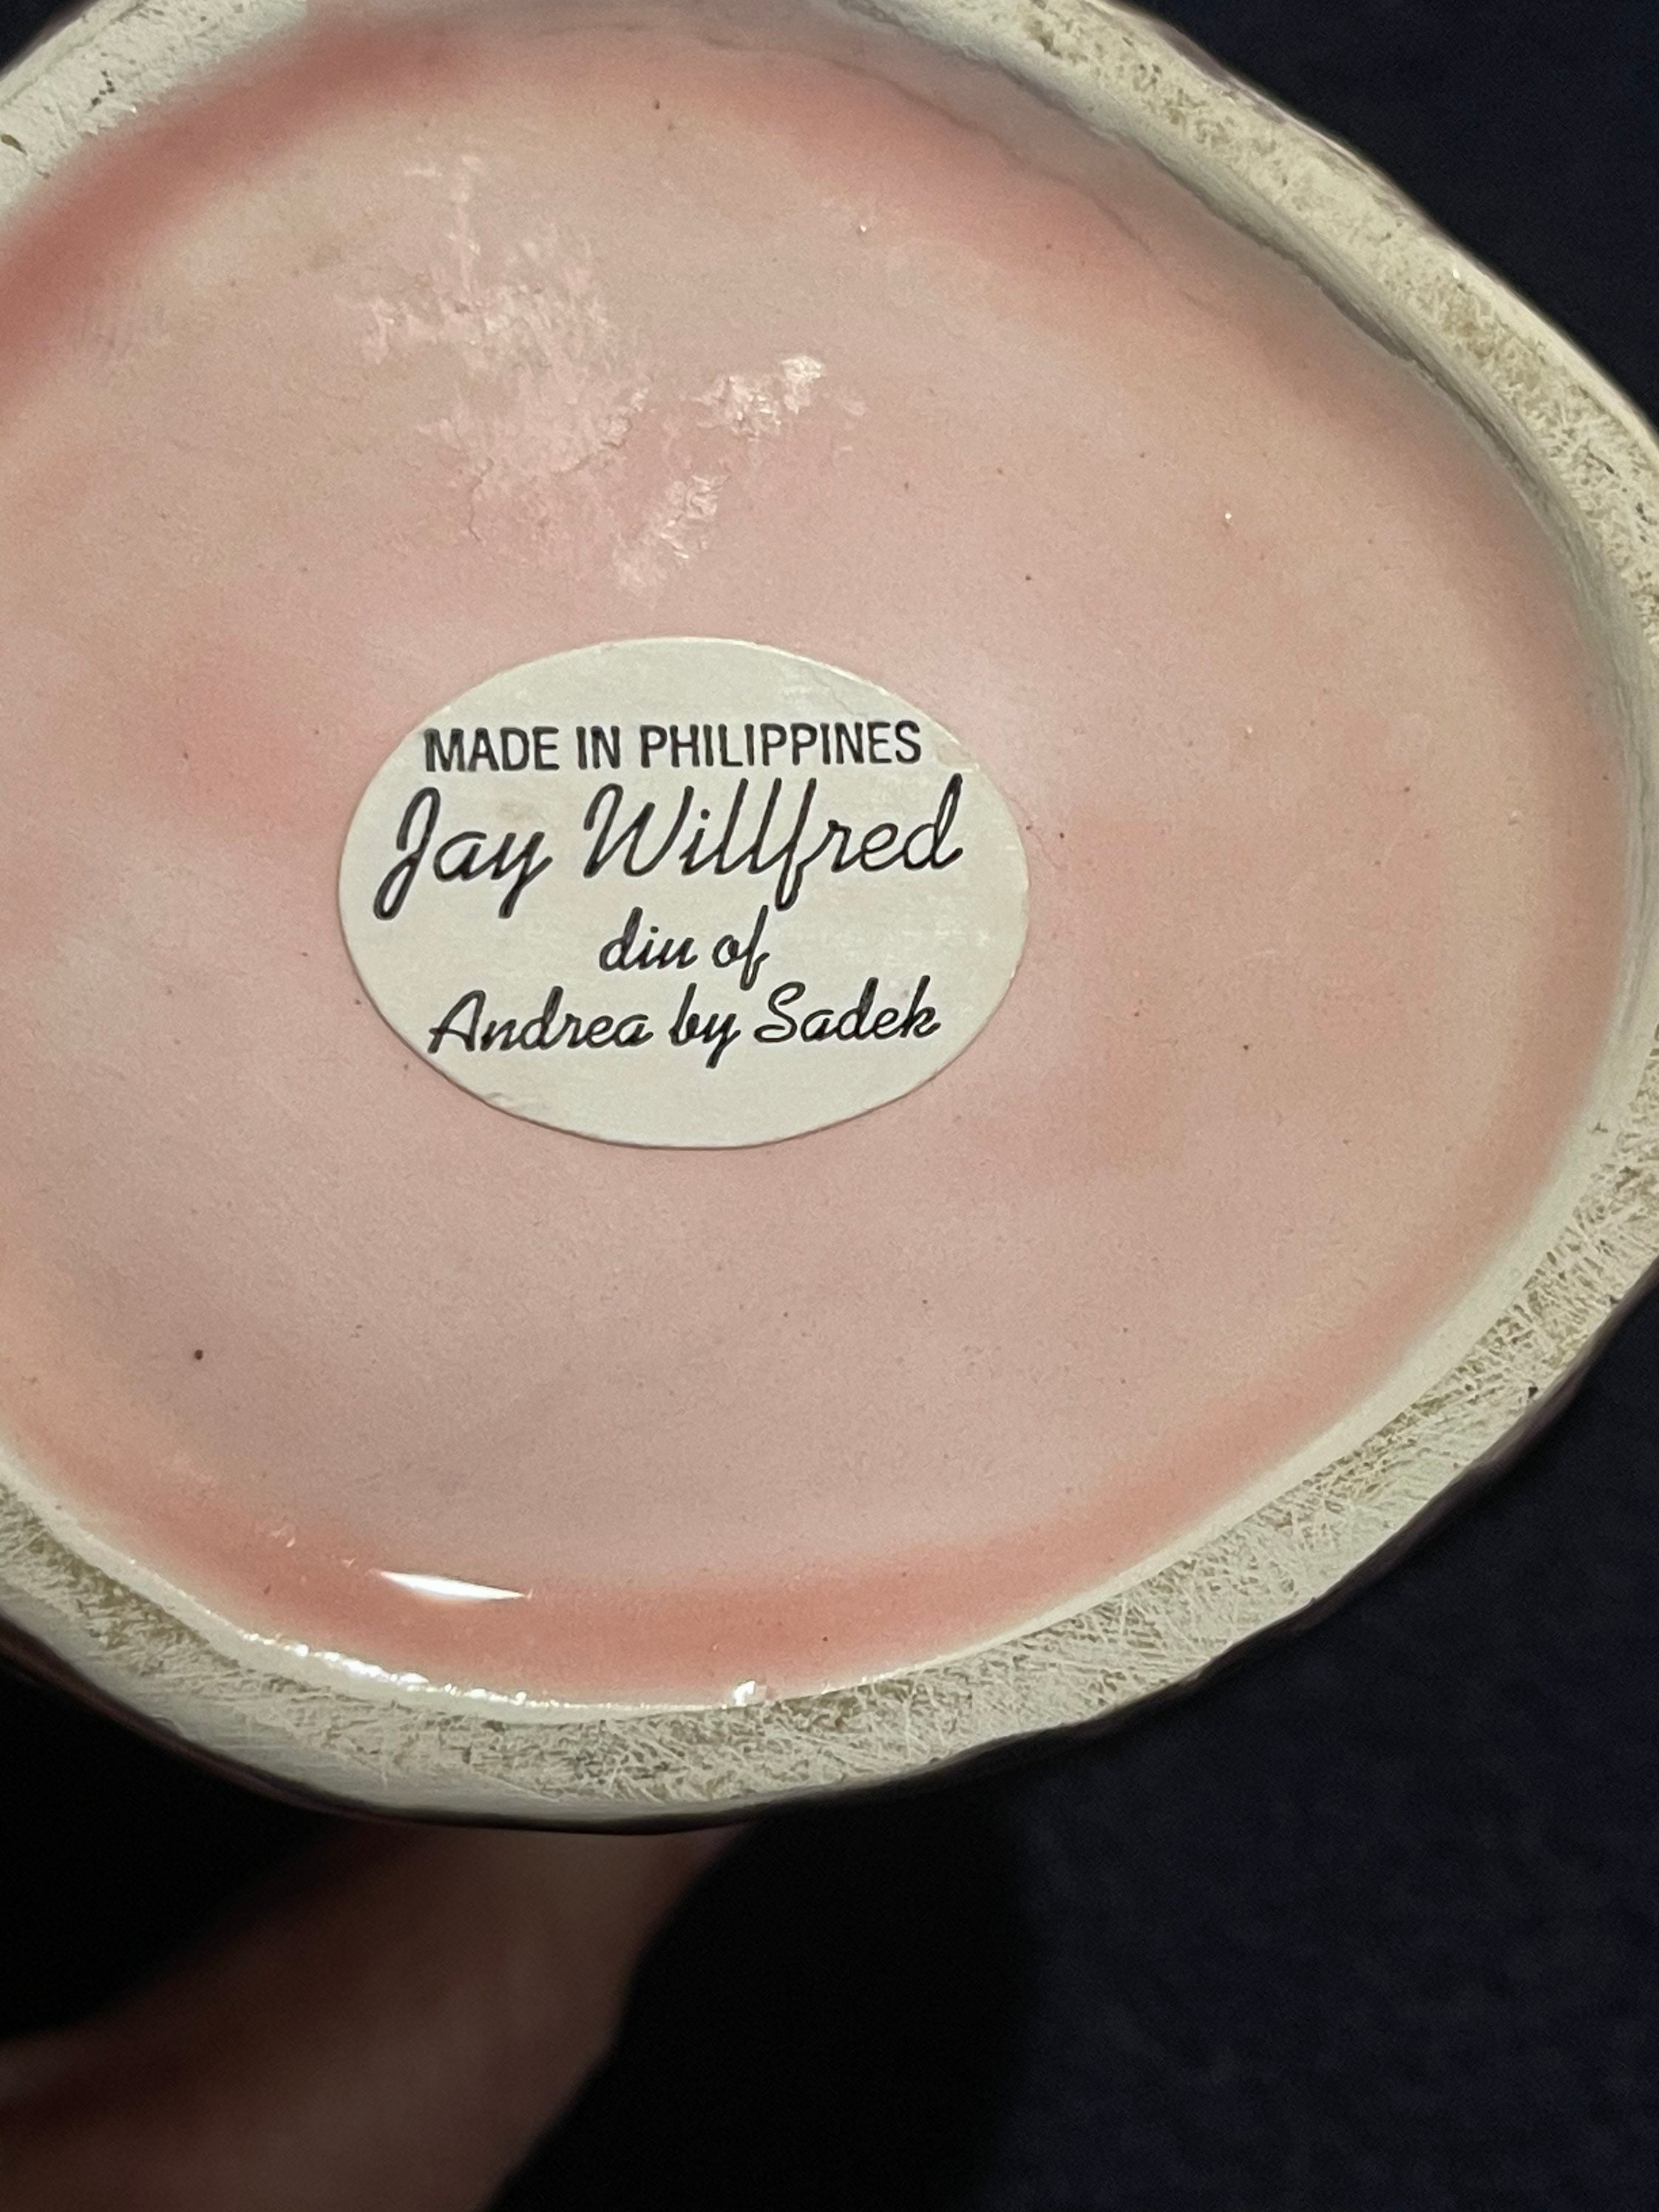 MADE IN PHILIPPINES
Jay Willfred
div of
Andrea by Sadek